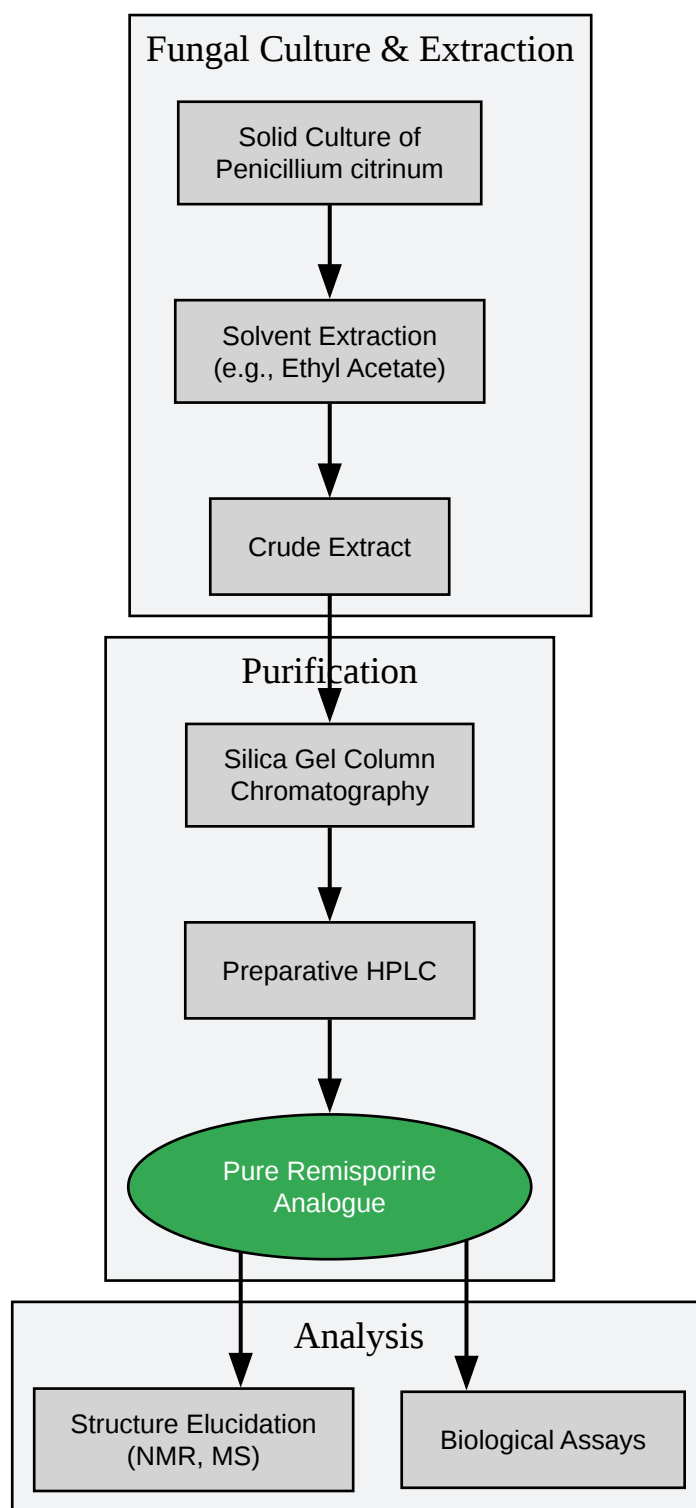 Fungal Culture & Extraction
Solid Culture of
Penicillium citrinum
Solvent Extraction
(e.g., Ethyl Acetate)
Crude Extract
Purification
Silica Gel Column
Chromatography
Preparative HPLC
Pure Remisporine
Analogue
Analysis
Structure Elucidation
(NMR, MS)
Biological Assays